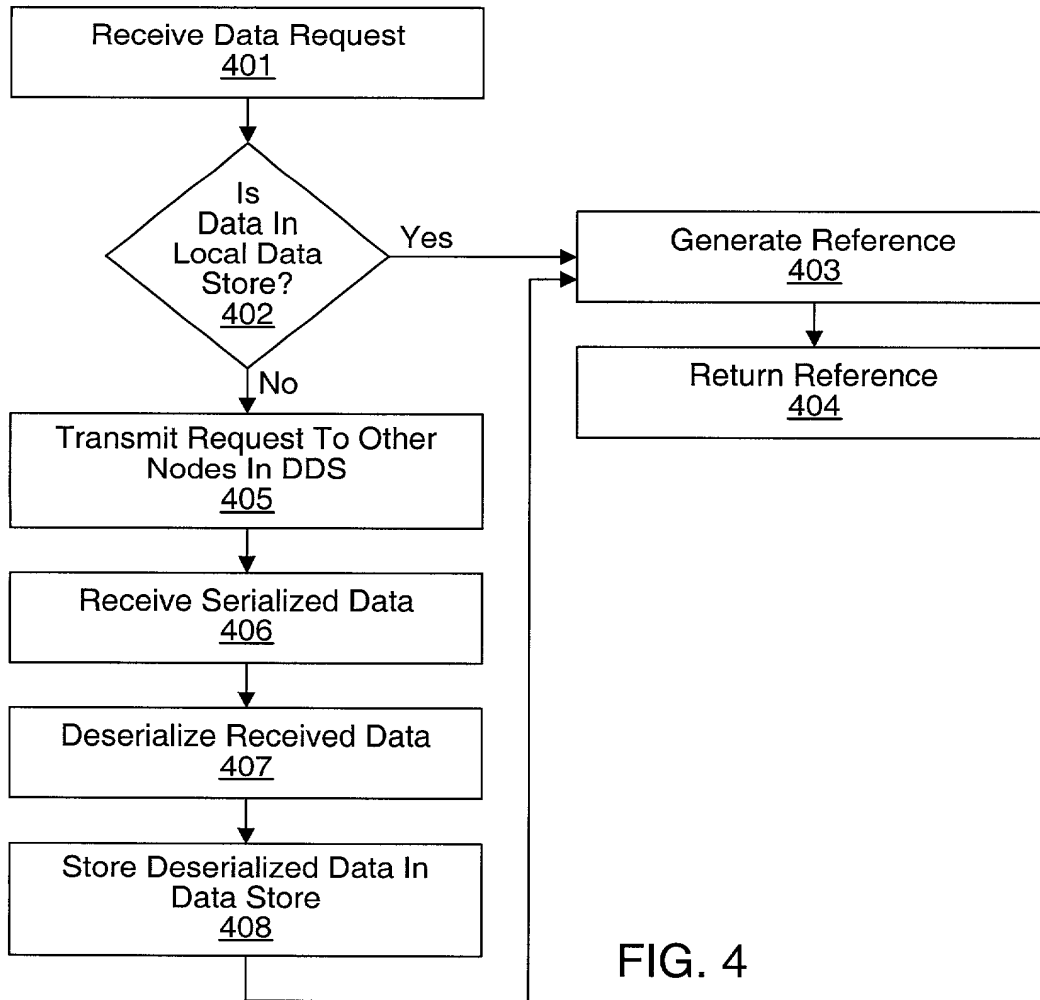 Receive Data Request
401
Is
Data In
Local Data
Store?
402
Yes
No
Generate Reference
403
Return Reference
404
Transmit Request To Other
Nodes In DDS
405
Receive Serialized Data
406
Deserialize Received Data
407
Store Deserialized Data In
Data Store
408
FIG. 4